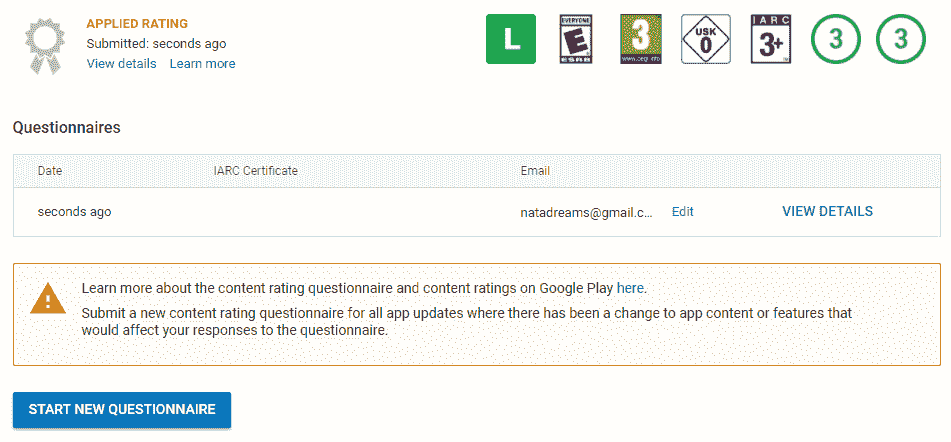 APPLIED RATING
Submitted: seconds ago
View details Learn more
L
EVERYONE
E
ESRB
3
www.pegi.info
USK
0
IARC
3+
3
3
Questionnaires
Date IARC Certificate Email
seconds ago natadreams@gmail.c... Edit VIEW DETAILS
Learn more about the content rating questionnaire and content ratings on Google Play here.
Submit a new content rating questionnaire for all app updates where there has been a change to app content or features that
would affect your responses to the questionnaire.
START NEW QUESTIONNAIRE